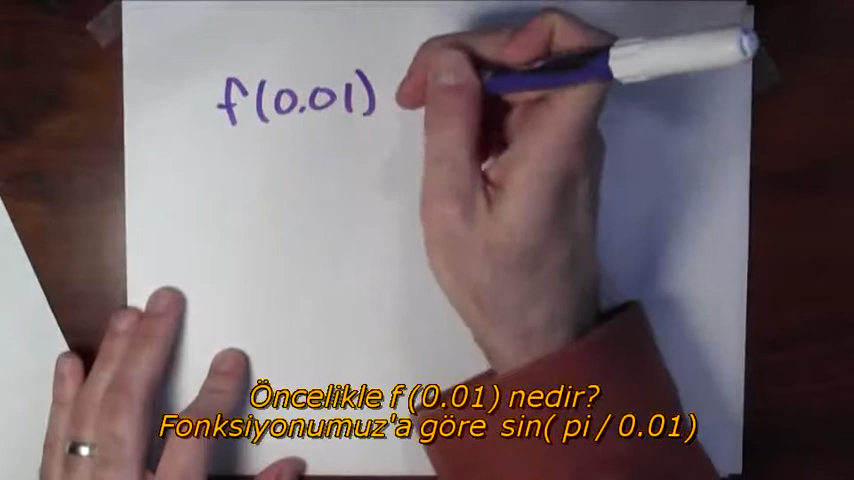 f(0.01)
Öncelikle f (0.01) nedir?
Fonksiyonumuz'a göre sin( pi / 0.01)